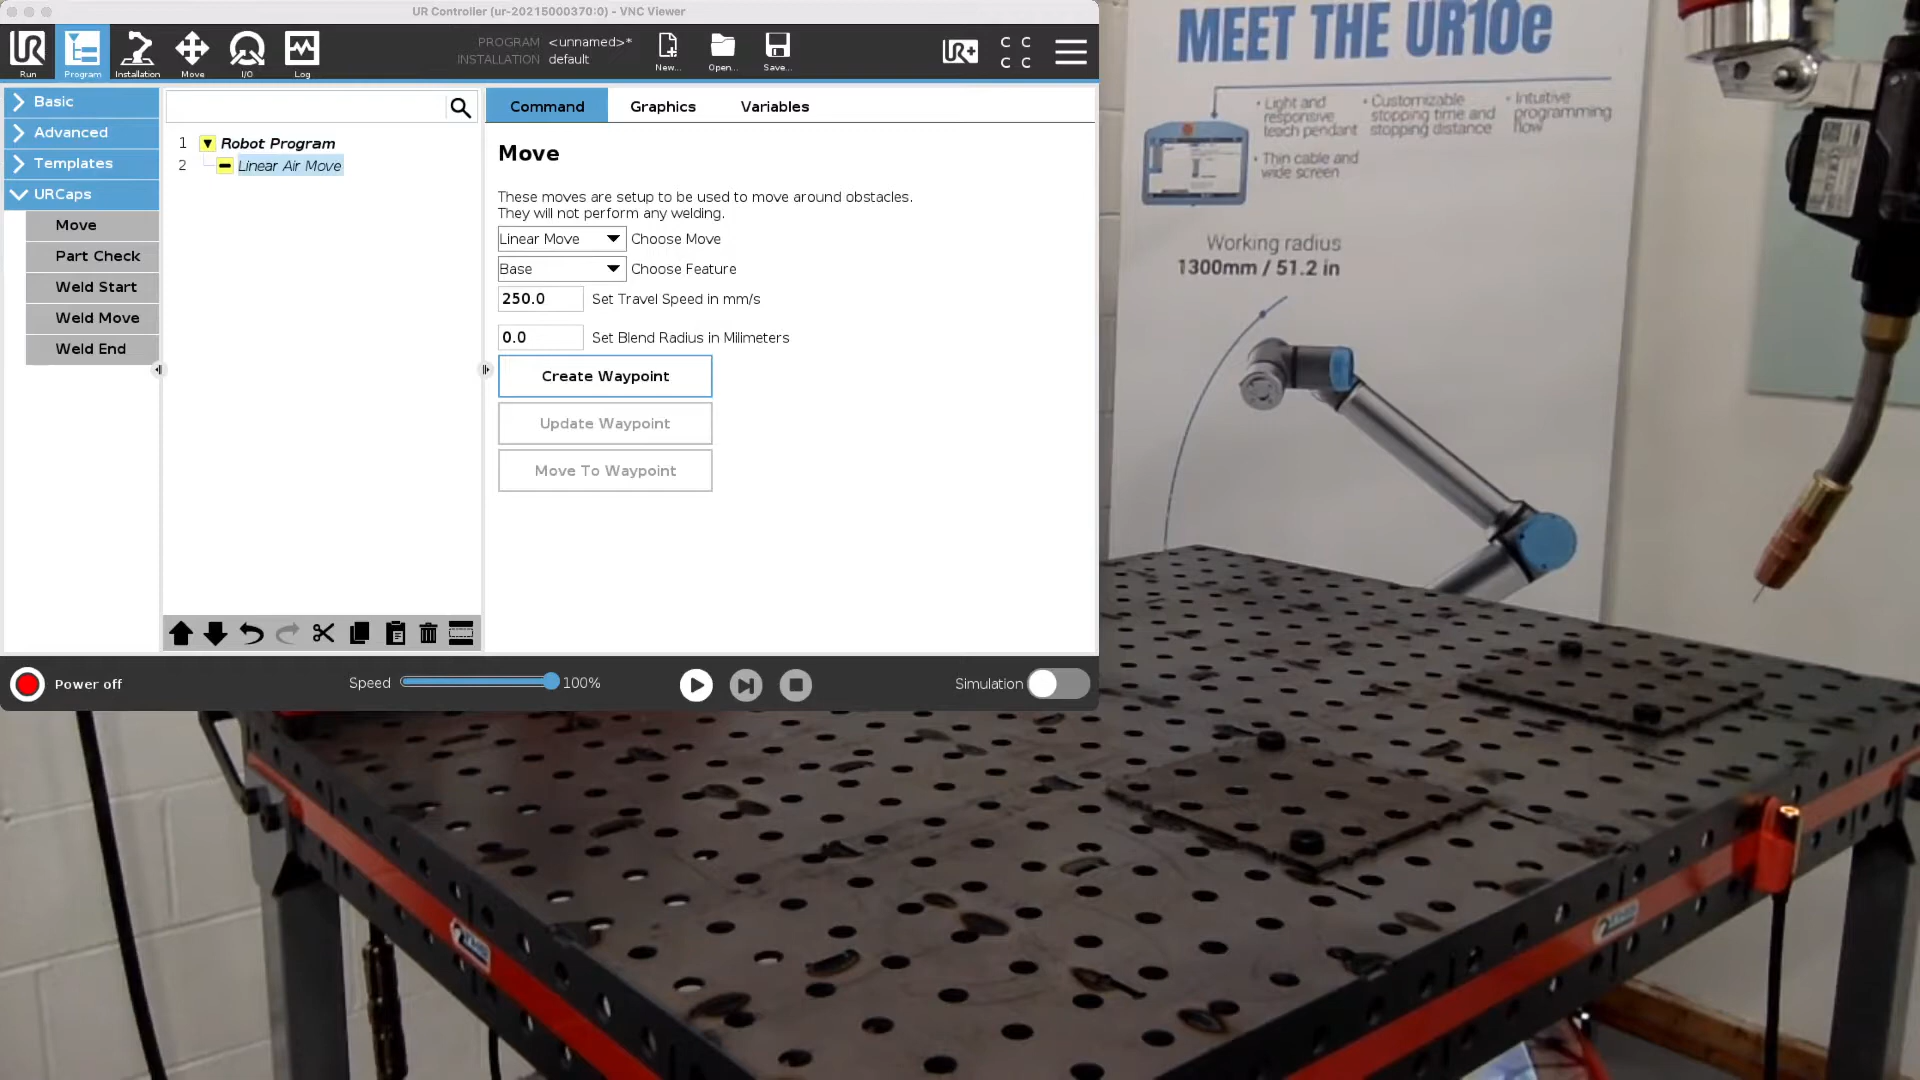 UR Controller (ur-20215000370:0) - VNC Viewer
UR
Run
Program
Installation
Move
I/O
Log
PROGRAM <unnamed>*
INSTALLATION default
New...
Open...
Save...
UR+
C C
C C
Basic
Advanced
Templates
URCaps
Move
Part Check
Weld Start
Weld Move
Weld End
1 Robot Program
2 Linear Air Move
Command Graphics Variables
Move
These moves are setup to be used to move around obstacles.
They will not perform any welding.
Linear Move Choose Move
Base Choose Feature
250.0 Set Travel Speed in mm/s
0.0 Set Blend Radius in Milimeters
Create Waypoint
Update Waypoint
Move To Waypoint
Power off
Speed 100%
Simulation
MEET THE UR10e
• Light and
responsive
teach pendant
• Customizable
stopping time and
stopping distance
• Intuitive
programming
flow
• Thin cable and
wide screen
Working radius
1300mm / 51.2 in